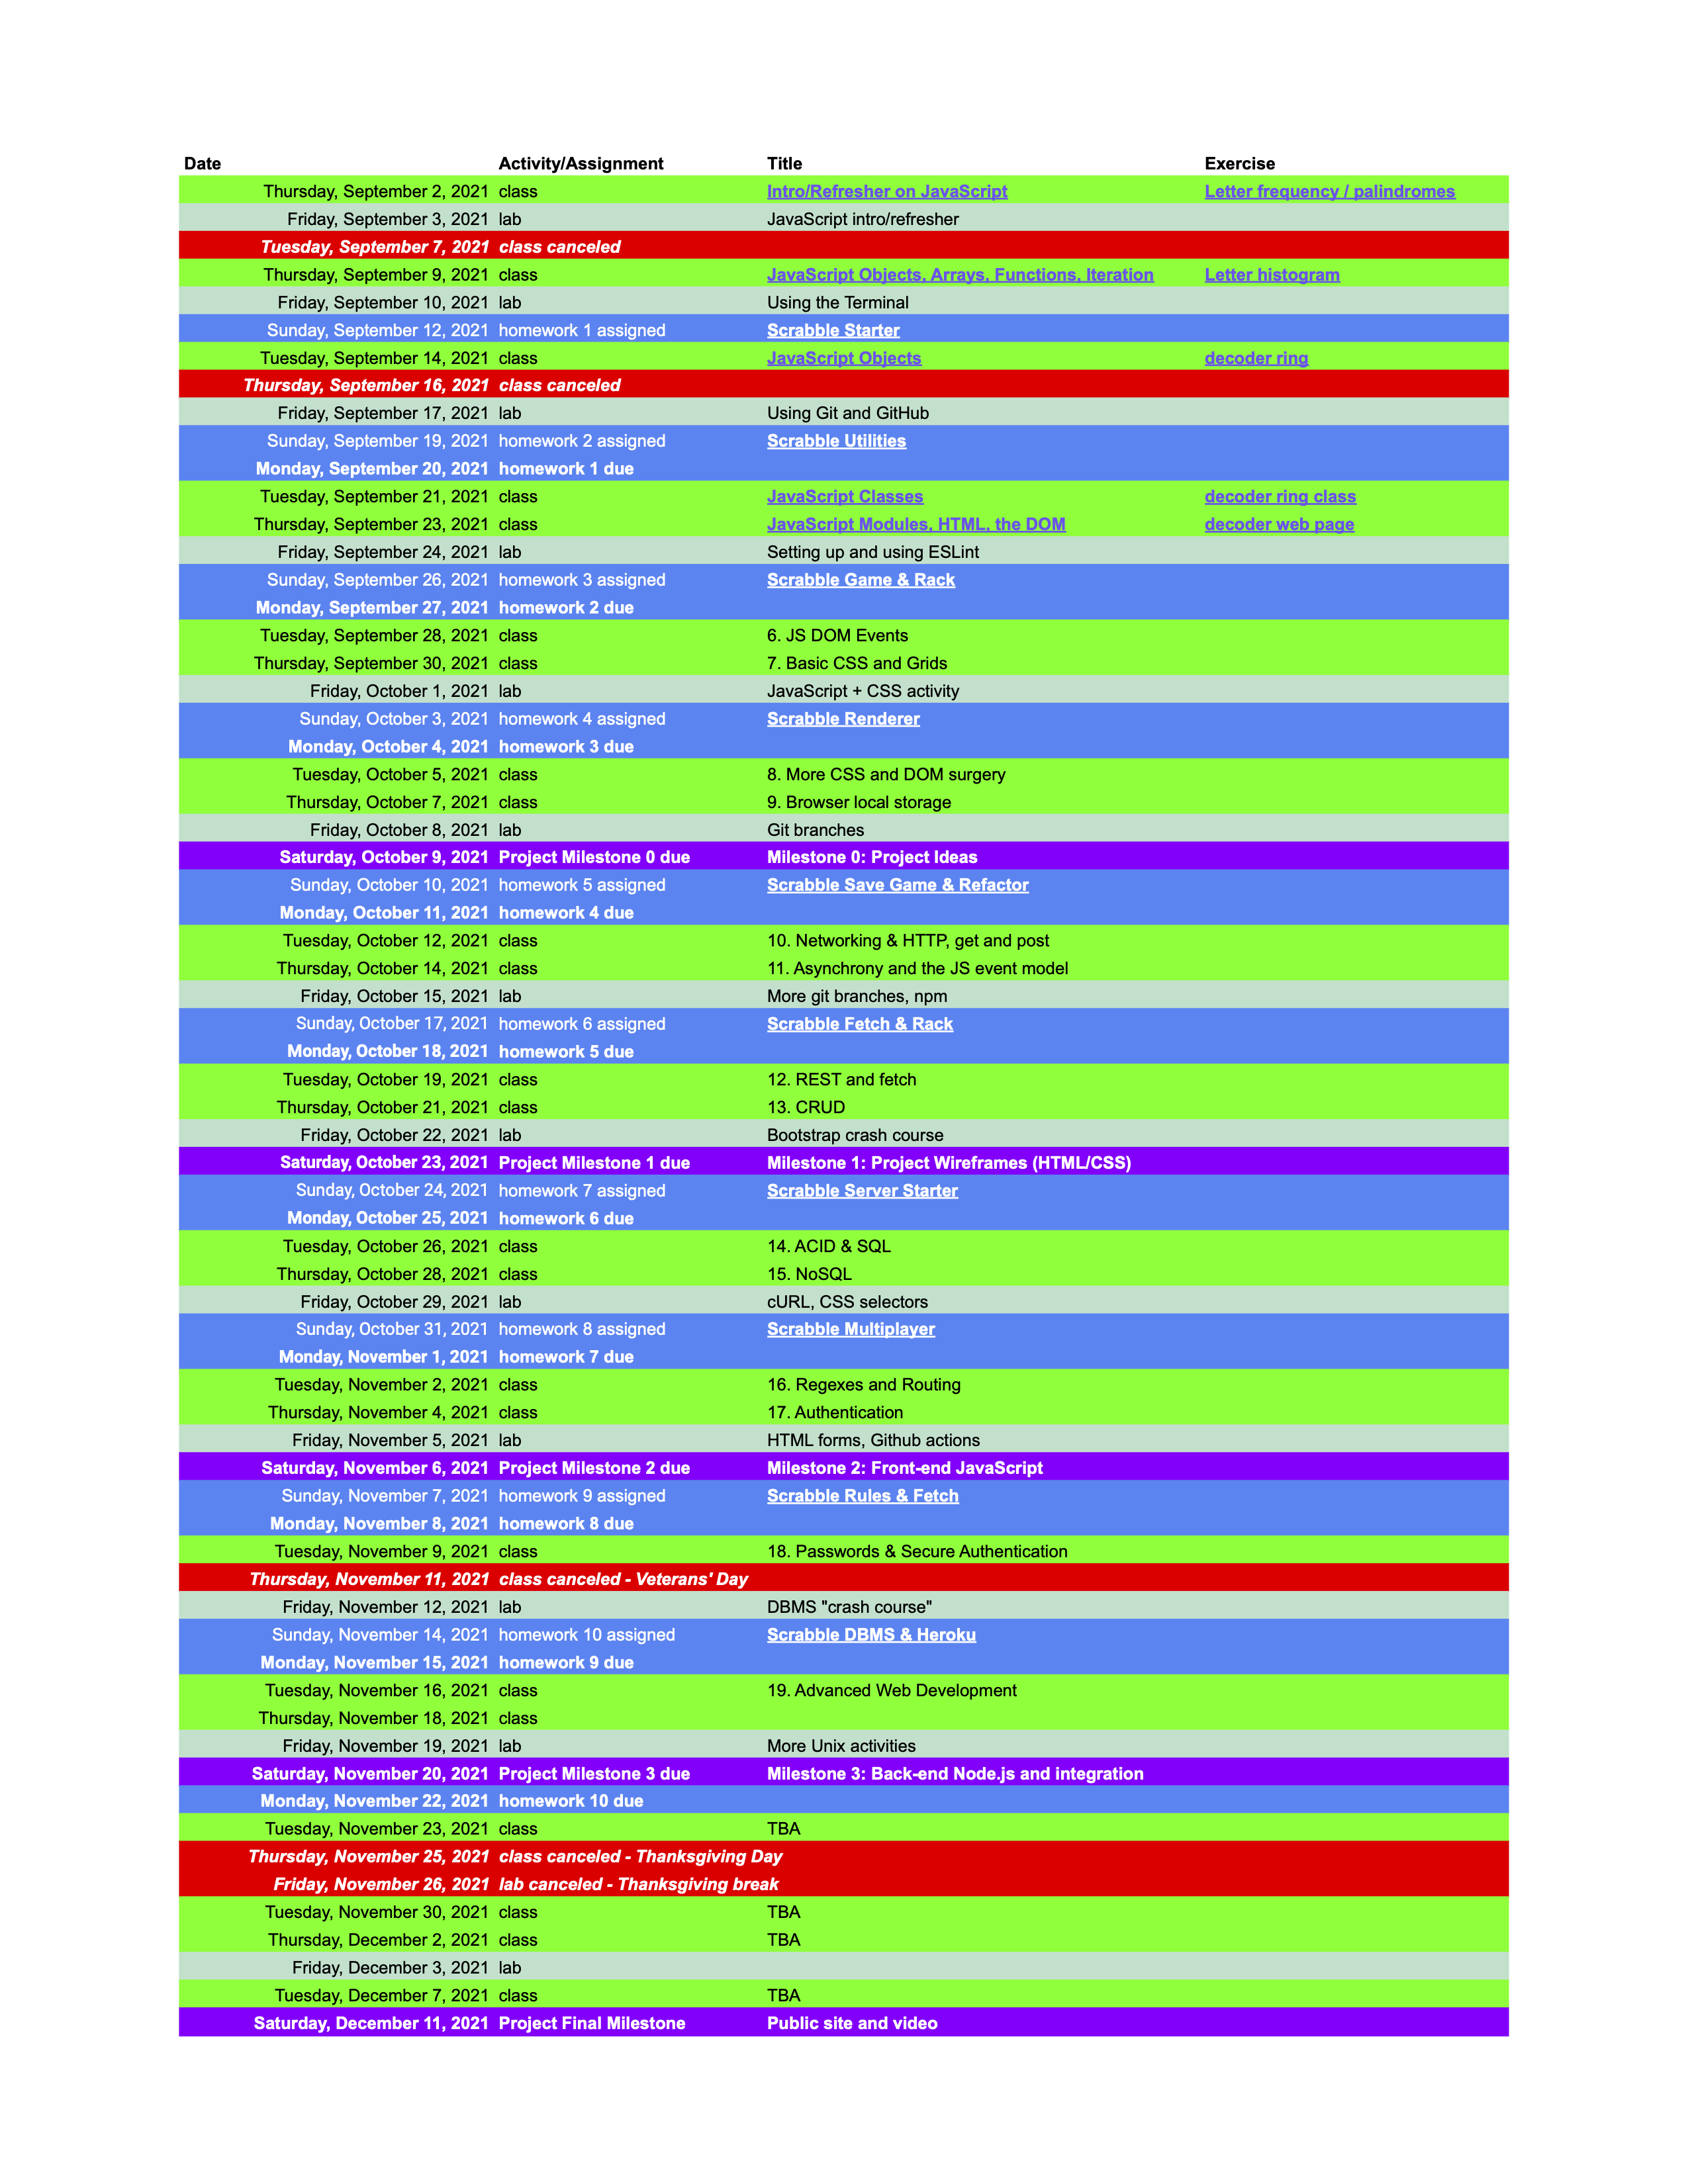 Date Activity/Assignment Title Exercise
Thursday, September 2, 2021 class Intro/Refresher on JavaScript Letter frequency / palindromes
Friday, September 3, 2021 lab JavaScript intro/refresher
Tuesday, September 7, 2021 class canceled
Thursday, September 9, 2021 class JavaScript Objects, Arrays, Functions, Iteration Letter histogram
Friday, September 10, 2021 lab Using the Terminal
Sunday, September 12, 2021 homework 1 assigned Scrabble Starter
Tuesday, September 14, 2021 class JavaScript Objects decoder ring
Thursday, September 16, 2021 class canceled
Friday, September 17, 2021 lab Using Git and GitHub
Sunday, September 19, 2021 homework 2 assigned Scrabble Utilities
Monday, September 20, 2021 homework 1 due
Tuesday, September 21, 2021 class JavaScript Classes decoder ring class
Thursday, September 23, 2021 class JavaScript Modules, HTML, the DOM decoder web page
Friday, September 24, 2021 lab Setting up and using ESLint
Sunday, September 26, 2021 homework 3 assigned Scrabble Game & Rack
Monday, September 27, 2021 homework 2 due
Tuesday, September 28, 2021 class 6. JS DOM Events
Thursday, September 30, 2021 class 7. Basic CSS and Grids
Friday, October 1, 2021 lab JavaScript + CSS activity
Sunday, October 3, 2021 homework 4 assigned Scrabble Renderer
Monday, October 4, 2021 homework 3 due
Tuesday, October 5, 2021 class 8. More CSS and DOM surgery
Thursday, October 7, 2021 class 9. Browser local storage
Friday, October 8, 2021 lab Git branches
Saturday, October 9, 2021 Project Milestone 0 due Milestone 0: Project Ideas
Sunday, October 10, 2021 homework 5 assigned Scrabble Save Game & Refactor
Monday, October 11, 2021 homework 4 due
Tuesday, October 12, 2021 class 10. Networking & HTTP, get and post
Thursday, October 14, 2021 class 11. Asynchrony and the JS event model
Friday, October 15, 2021 lab More git branches, npm
Sunday, October 17, 2021 homework 6 assigned Scrabble Fetch & Rack
Monday, October 18, 2021 homework 5 due
Tuesday, October 19, 2021 class 12. REST and fetch
Thursday, October 21, 2021 class 13. CRUD
Friday, October 22, 2021 lab Bootstrap crash course
Saturday, October 23, 2021 Project Milestone 1 due Milestone 1: Project Wireframes (HTML/CSS)
Sunday, October 24, 2021 homework 7 assigned Scrabble Server Starter
Monday, October 25, 2021 homework 6 due
Tuesday, October 26, 2021 class 14. ACID & SQL
Thursday, October 28, 2021 class 15. NoSQL
Friday, October 29, 2021 lab cURL, CSS selectors
Sunday, October 31, 2021 homework 8 assigned Scrabble Multiplayer
Monday, November 1, 2021 homework 7 due
Tuesday, November 2, 2021 class 16. Regexes and Routing
Thursday, November 4, 2021 class 17. Authentication
Friday, November 5, 2021 lab HTML forms, Github actions
Saturday, November 6, 2021 Project Milestone 2 due Milestone 2: Front-end JavaScript
Sunday, November 7, 2021 homework 9 assigned Scrabble Rules & Fetch
Monday, November 8, 2021 homework 8 due
Tuesday, November 9, 2021 class 18. Passwords & Secure Authentication
Thursday, November 11, 2021 class canceled - Veterans' Day
Friday, November 12, 2021 lab DBMS "crash course"
Sunday, November 14, 2021 homework 10 assigned Scrabble DBMS & Heroku
Monday, November 15, 2021 homework 9 due
Tuesday, November 16, 2021 class 19. Advanced Web Development
Thursday, November 18, 2021 class
Friday, November 19, 2021 lab More Unix activities
Saturday, November 20, 2021 Project Milestone 3 due Milestone 3: Back-end Node.js and integration
Monday, November 22, 2021 homework 10 due
Tuesday, November 23, 2021 class TBA
Thursday, November 25, 2021 class canceled - Thanksgiving Day
Friday, November 26, 2021 lab canceled - Thanksgiving break
Tuesday, November 30, 2021 class TBA
Thursday, December 2, 2021 class TBA
Friday, December 3, 2021 lab
Tuesday, December 7, 2021 class TBA
Saturday, December 11, 2021 Project Final Milestone Public site and video